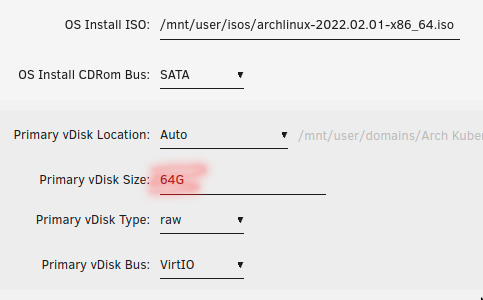 OS Install ISO: /mnt/user/isos/archlinux-2022.02.01-x86_64.iso
OS Install CDRom Bus: SATA
Primary vDisk Location: Auto /mnt/user/domains/Arch Kuber
Primary vDisk Size: 64G
Primary vDisk Type: raw
Primary vDisk Bus: VirtIO